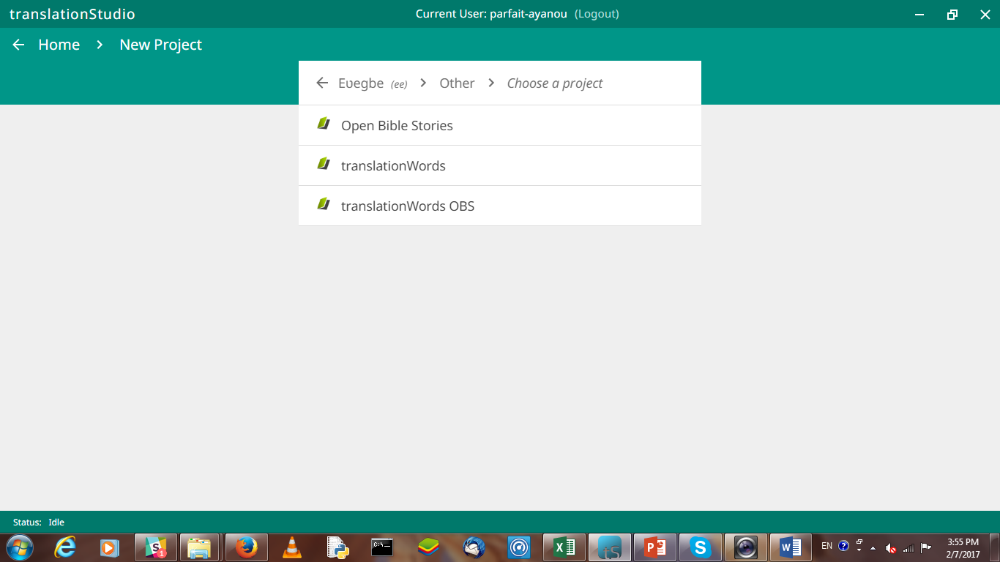 translationStudio
Current User: parfait-ayanou (Logout)
Home
New Project
Eʋegbe (ee)
Other
Choose a project
Open Bible Stories
translationWords
translationWords OBS
Status: Idle
EN
3:55 PM
2/7/2017